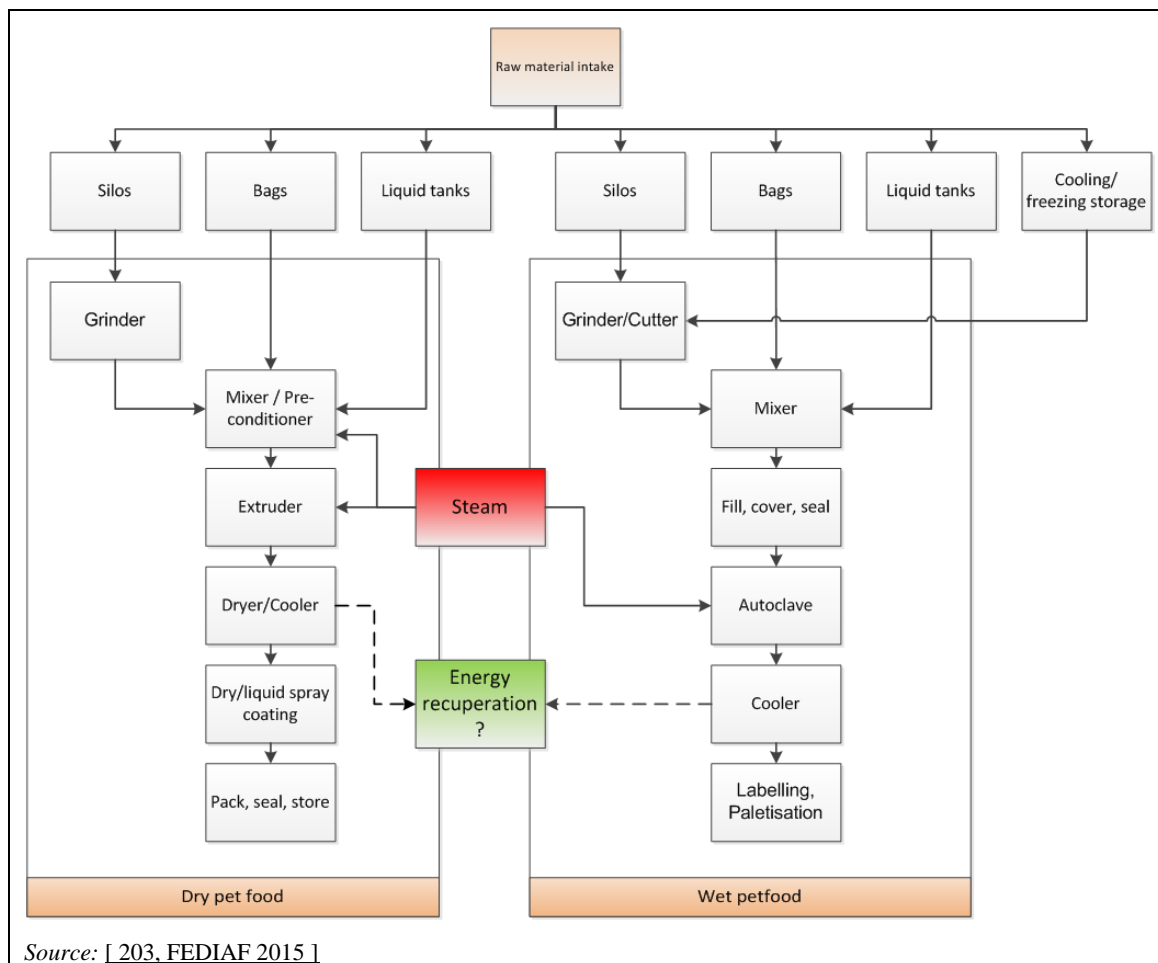 Raw material intake
Silos
Bags
Liquid tanks
Silos
Bags
Liquid tanks
Cooling/
freezing storage
Grinder
Grinder/Cutter
Mixer / Pre-
conditioner
Mixer
Extruder
Steam
Fill, cover, seal
Dryer/Cooler
Autoclave
Dry/liquid spray
coating
Energy
recuperation
?
Cooler
Pack, seal, store
Labelling,
Paletisation
Dry pet food
Wet petfood
Source: [ 203, FEDIAF 2015 ]